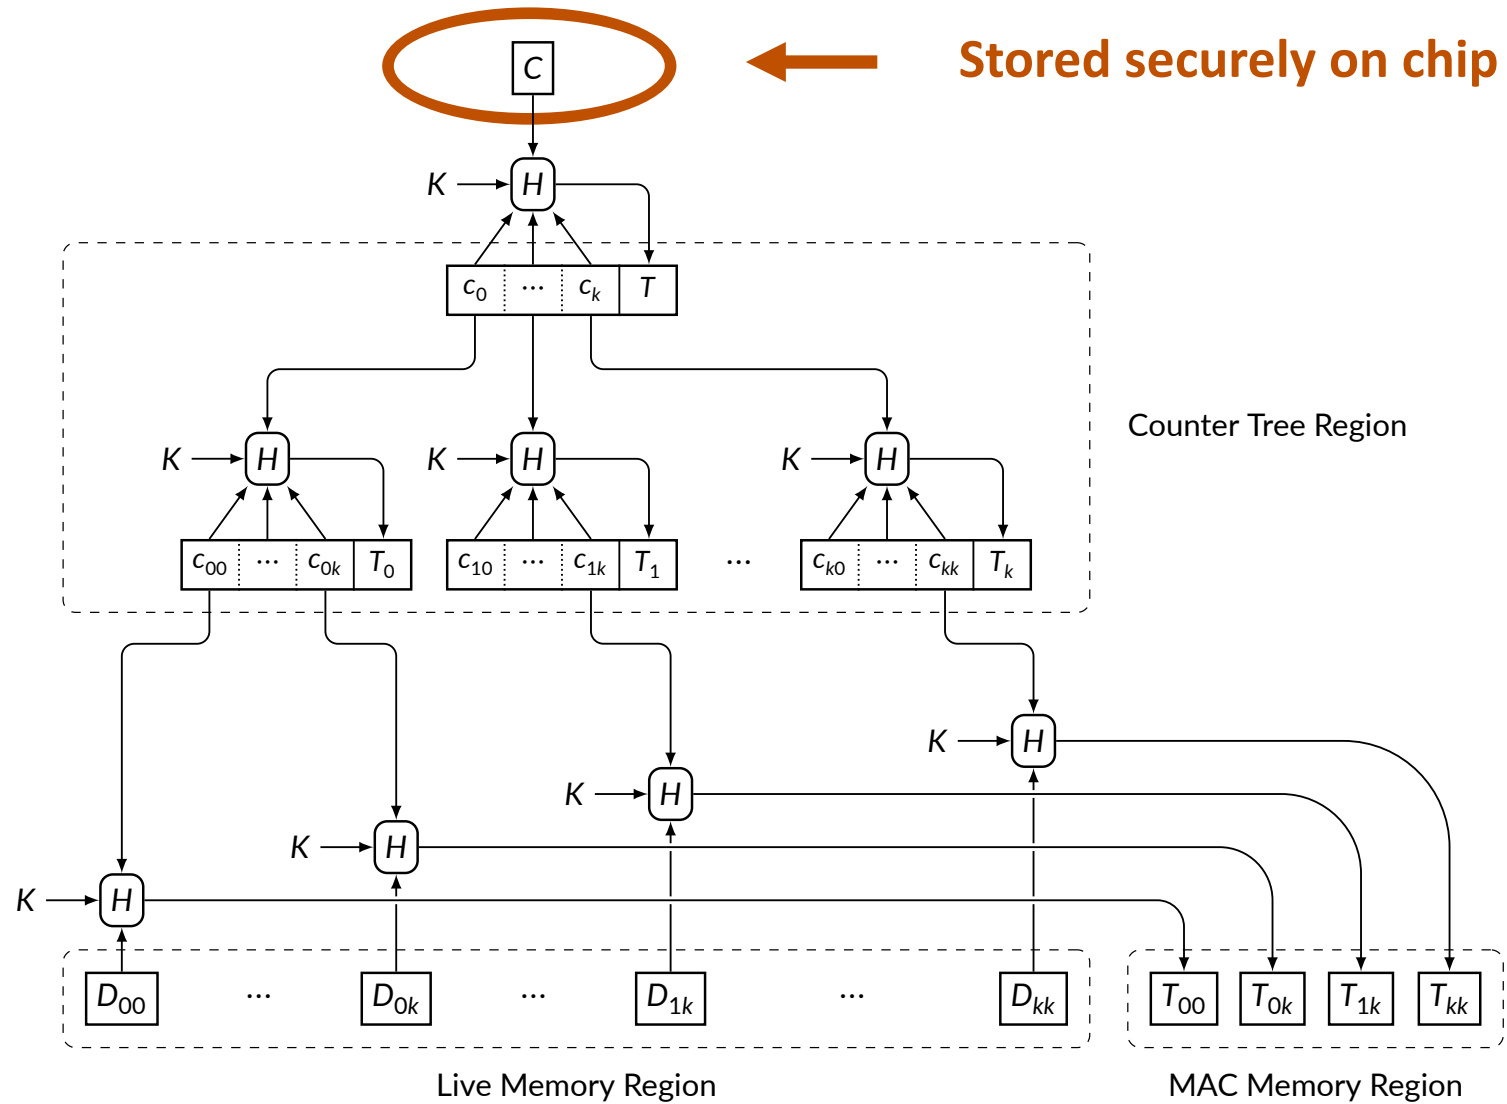 C
Stored securely on chip
K H
c0 ... ck T
Counter Tree Region
K H K H K H
c00 ... c0k T0 c10 ... c1k T1 ... ck0 ... ckk Tk
K H
K H
K H
K H
D00 ... D0k ... D1k ... Dkk T00 T0k T1k Tkk
Live Memory Region MAC Memory Region